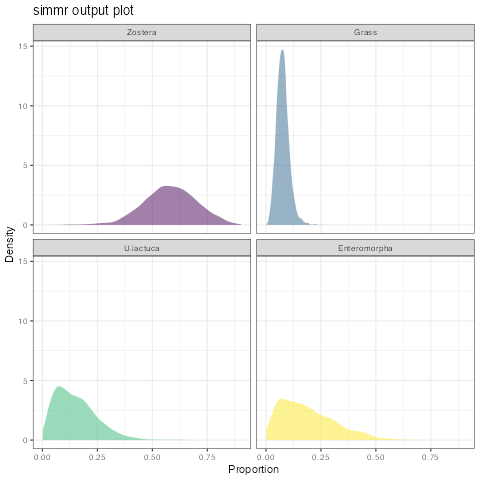 simmr output plot
Zostera
Grass
15
10
5
0
Density
U.lactuca
Enteromorpha
15
10
5
0
0.00 0.25 0.50 0.75 0.00 0.25 0.50 0.75
Proportion